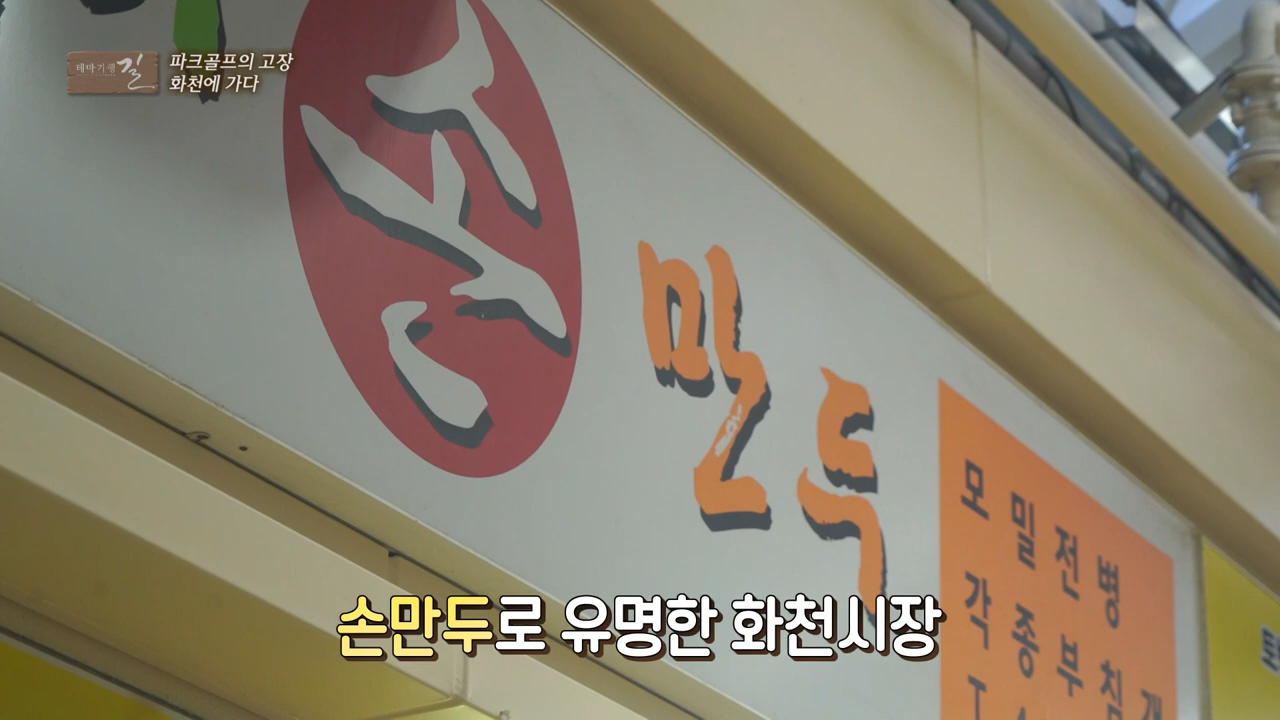 테마기행 길
파크골프의 고장
화천에 가다
만두
모밀전병
각종부침개
손만두로 유명한 화천시장